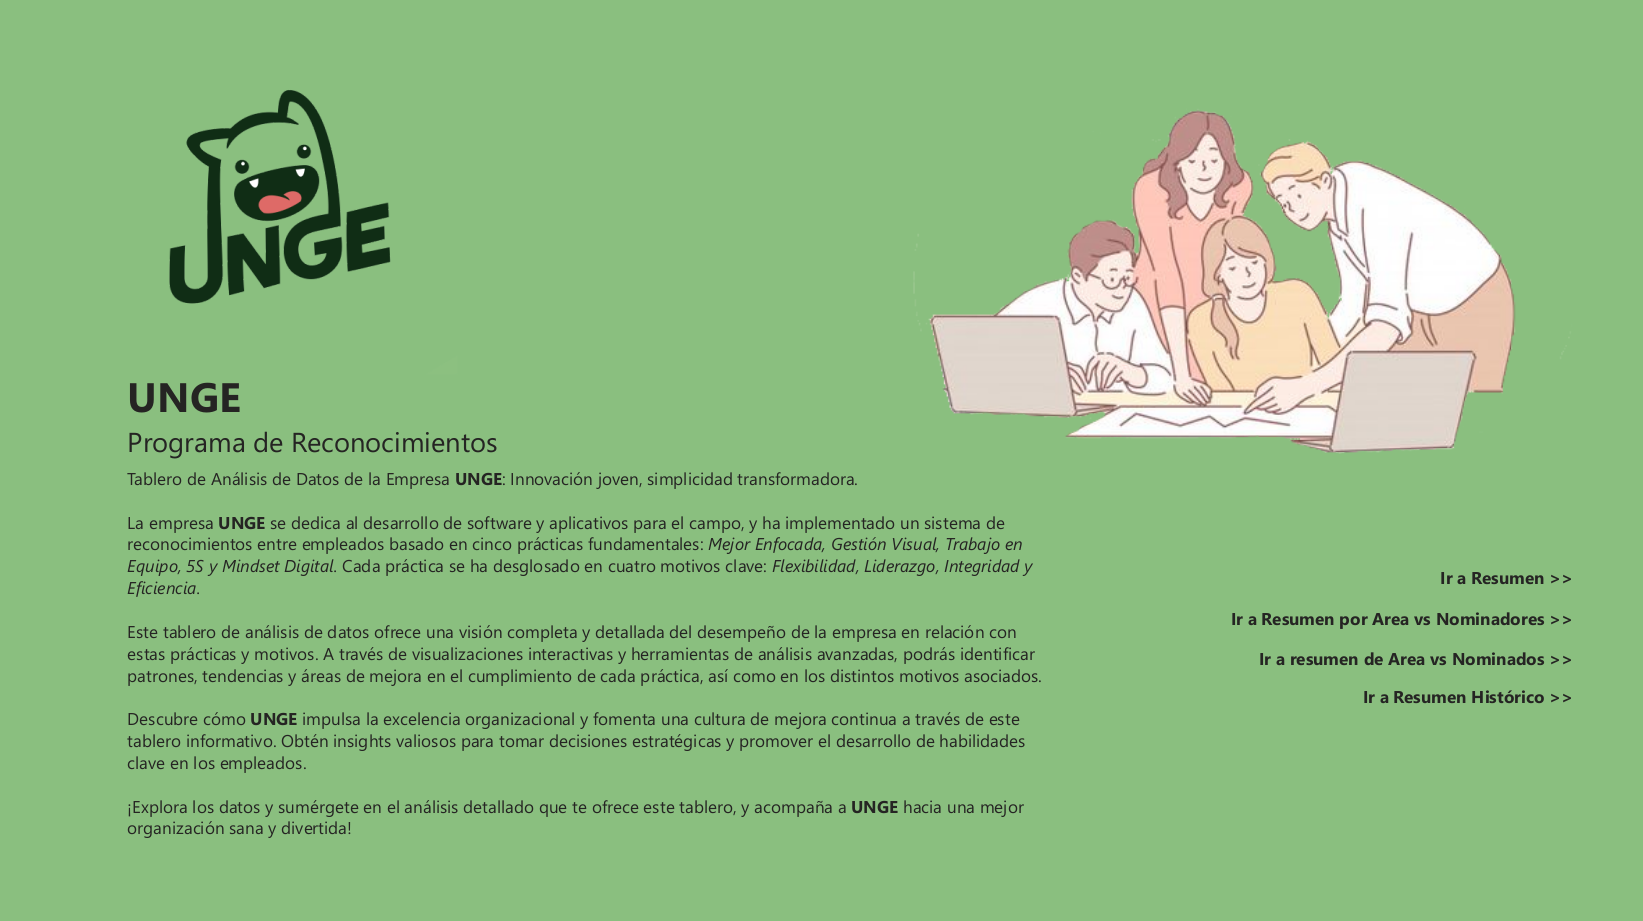 UNGE
UNGE
Programa de Reconocimientos
Tablero de Análisis de Datos de la Empresa UNGE: Innovación joven, simplicidad transformadora.
La empresa UNGE se dedica al desarrollo de software y aplicativos para el campo, y ha implementado un sistema de
reconocimientos entre empleados basado en cinco prácticas fundamentales: Mejor Enfocada, Gestión Visual, Trabajo en
Equipo, 5S y Mindset Digital. Cada práctica se ha desglosado en cuatro motivos clave: Flexibilidad, Liderazgo, Integridad y
Eficiencia.
Este tablero de análisis de datos ofrece una visión completa y detallada del desempeño de la empresa en relación con
estas prácticas y motivos. A través de visualizaciones interactivas y herramientas de análisis avanzadas, podrás identificar
patrones, tendencias y áreas de mejora en el cumplimiento de cada práctica, así como en los distintos motivos asociados.
Descubre cómo UNGE impulsa la excelencia organizacional y fomenta una cultura de mejora continua a través de este
tablero informativo. Obtén insights valiosos para tomar decisiones estratégicas y promover el desarrollo de habilidades
clave en los empleados.
¡Explora los datos y sumérgete en el análisis detallado que te ofrece este tablero, y acompaña a UNGE hacia una mejor
organización sana y divertida!
Ir a Resumen >>
Ir a Resumen por Area vs Nominadores >>
Ir a resumen de Area vs Nominados >>
Ir a Resumen Histórico >>